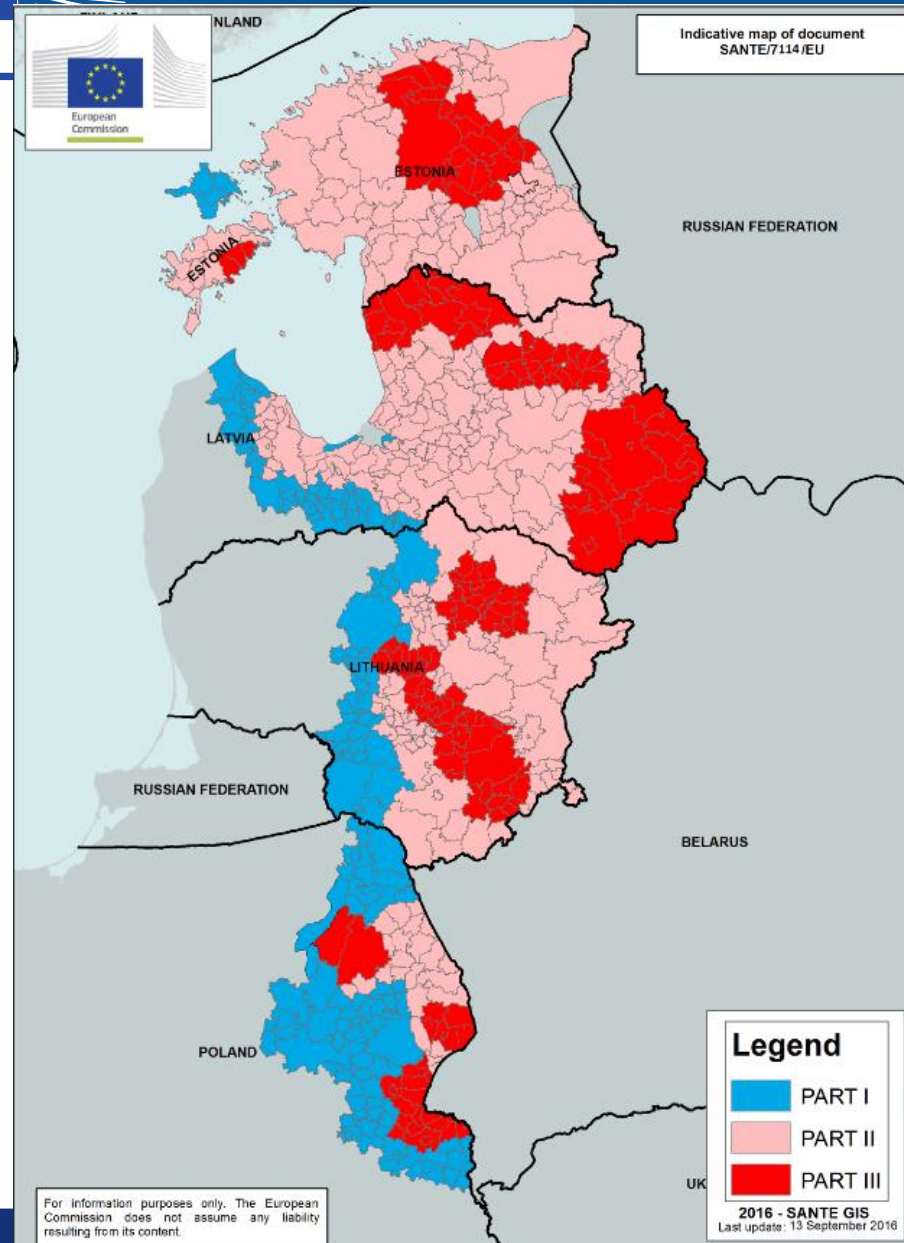 NLAND
Indicative map of document
SANTE/7114/EU
European
Commission
ESTONIA
RUSSIAN FEDERATION
ESTONIA
LATVIA
LITHUANIA
RUSSIAN FEDERATION
BELARUS
POLAND
Legend
PART I
PART II
PART III
UK
2016 - SANTE GIS
Last update: 13 September 2016
For information purposes only. The European
Commission does not assume any liability
resulting from its content.